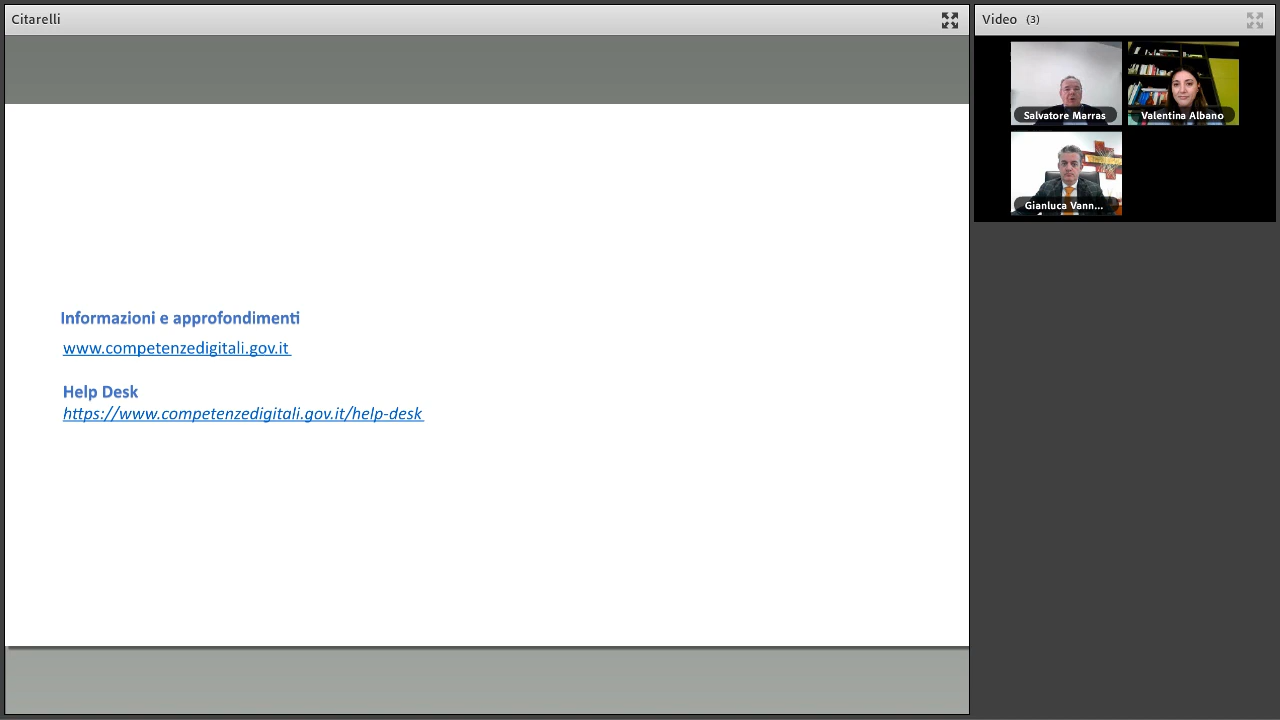 Citarelli
Video (3)
Salvatore Marras
Valentina Albano
Gianluca Vann...
Informazioni e approfondimenti
www.competenzedigitali.gov.it
Help Desk
https://www.competenzedigitali.gov.it/help-desk